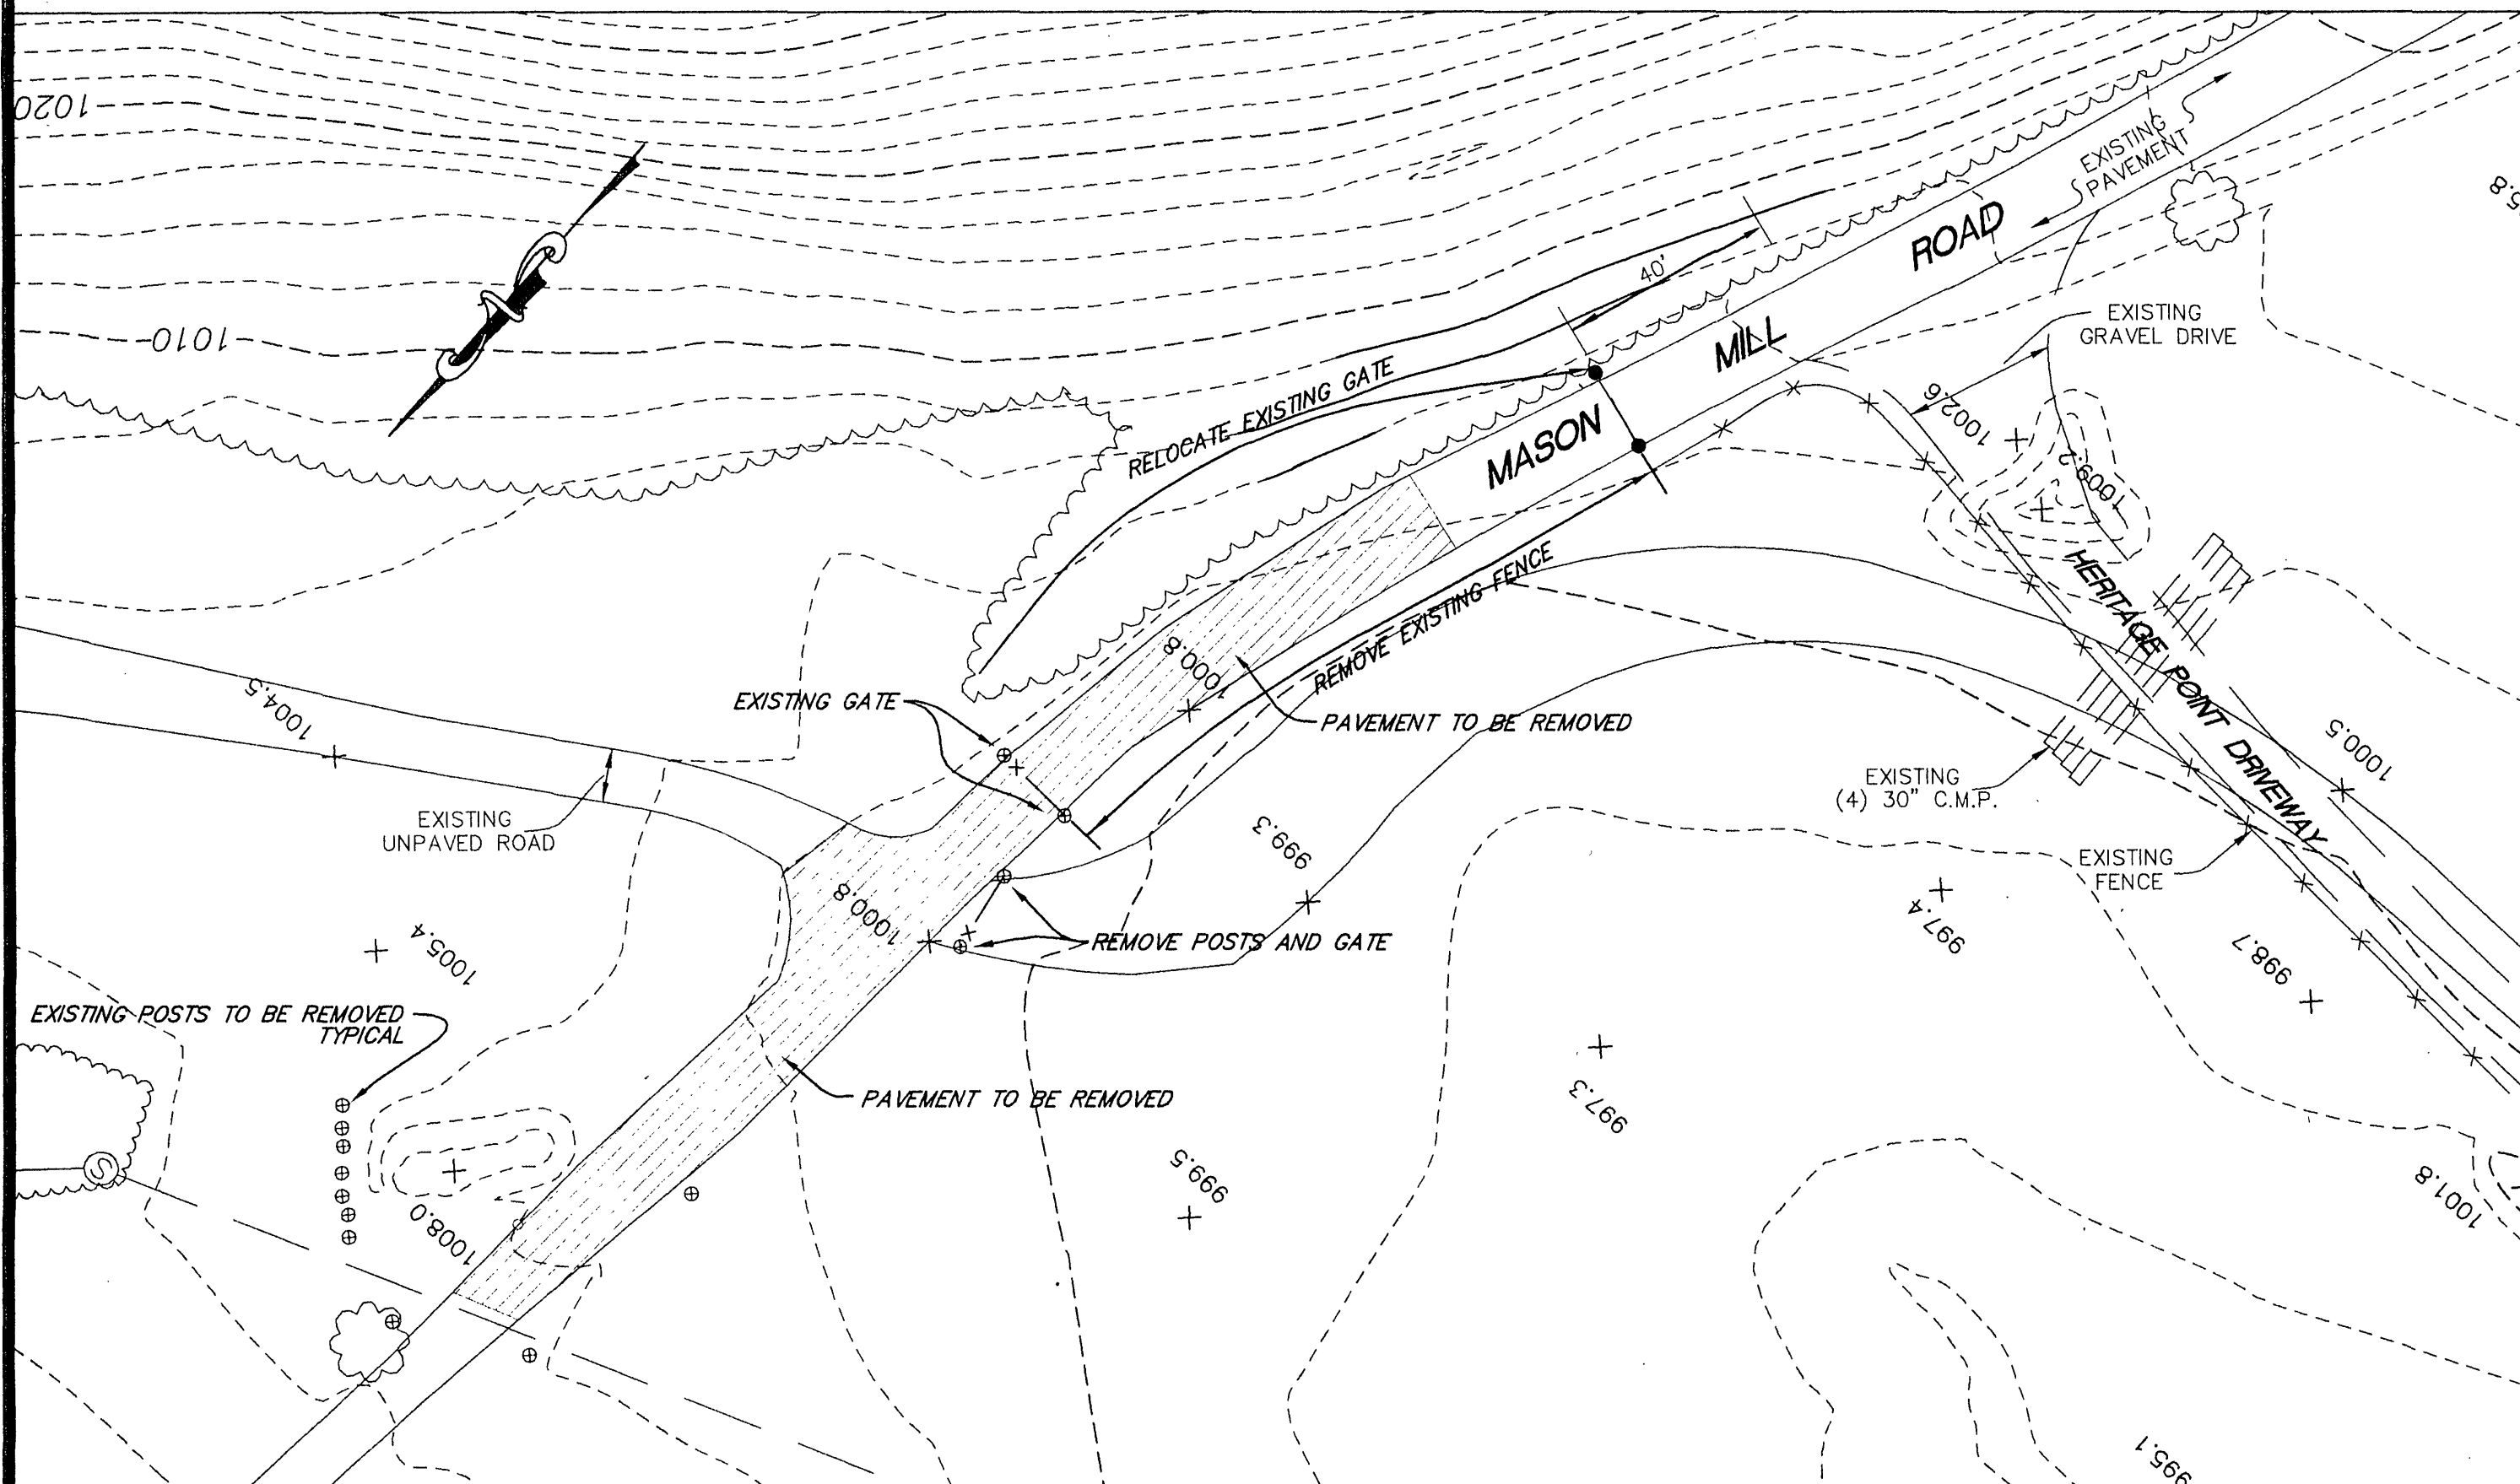 1020
1010
EXISTING
PAVEMENT
5.8
40'
ROAD
MILL
MASON
RELOCATE EXISTING GATE
EXISTING
GRAVEL DRIVE
1002.6
1009.2
HERITAGE POINT DRIVEWAY
REMOVE EXISTING FENCE
1000.8
1004.5
EXISTING GATE
PAVEMENT TO BE REMOVED
1000.5
EXISTING
(4) 30" C.M.P.
EXISTING
UNPAVED ROAD
999.3
EXISTING
FENCE
1000.8
997.4
998.7
1005.4
REMOVE POSTS AND GATE
EXISTING POSTS TO BE REMOVED
TYPICAL
PAVEMENT TO BE REMOVED
997.3
S
999.5
1001.8
1008.0
995.1